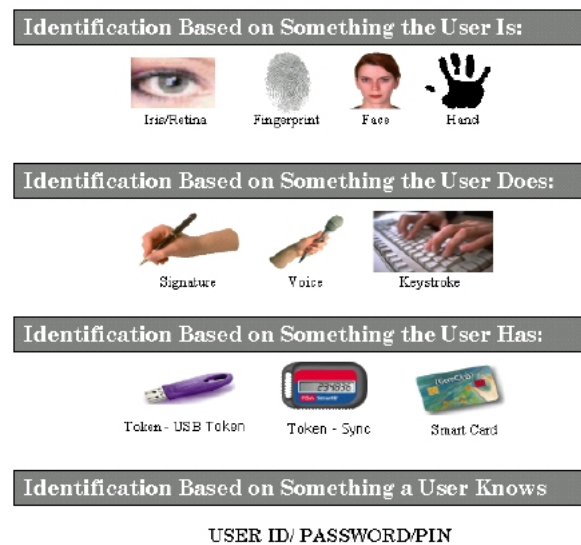 Identification Based on Something the User Is:
Iris/Retina Fingerprint Face Hand
Identification Based on Something the User Does:
Signature Voice Keystroke
Identification Based on Something the User Has:
234836
Token - USB Token Token - Sync Smart Card
Identification Based on Something a User Knows
USER ID/ PASSWORD/PIN